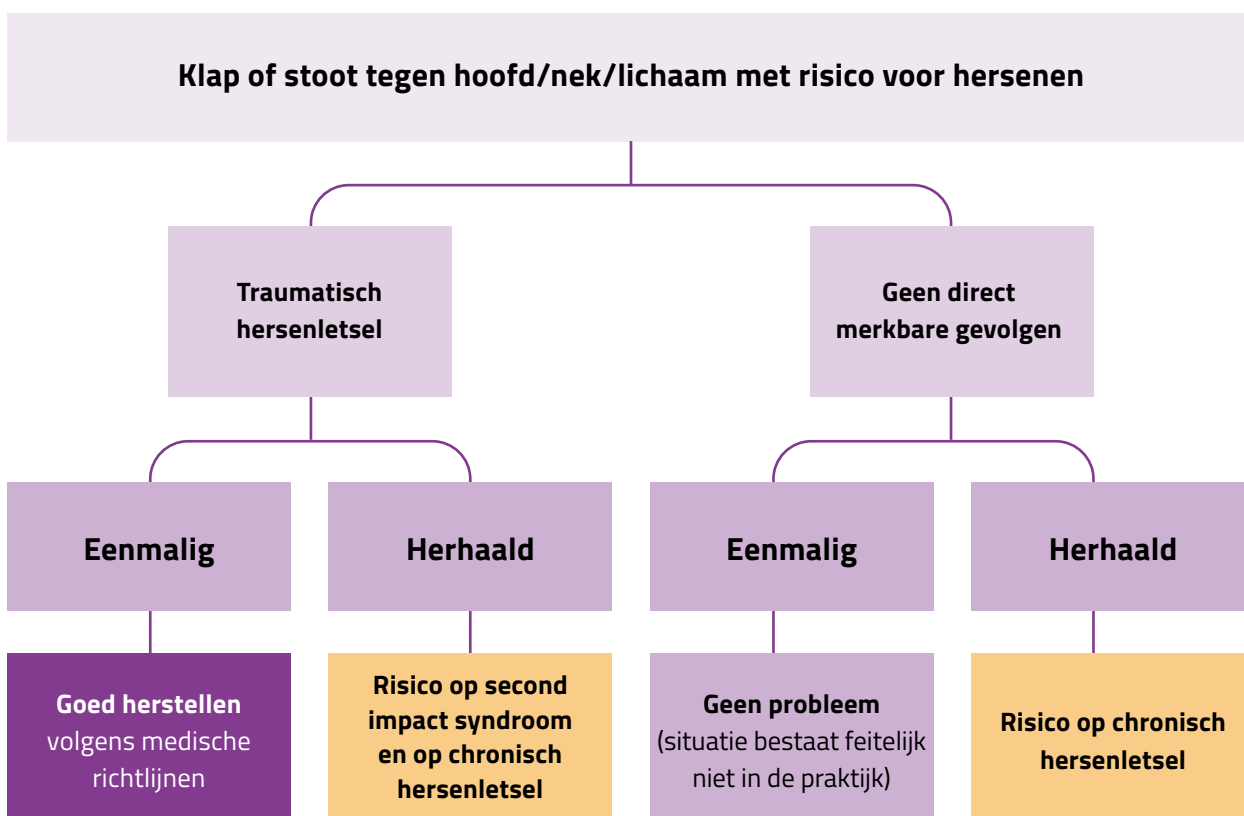 Klap of stoot tegen hoofd/nek/lichaam met risico voor hersenen
Traumatisch
hersenletsel
Geen direct
merkbare gevolgen
Eenmalig
Herhaald
Eenmalig
Herhaald
Goed herstellen
volgens medische
richtlijnen
Risico op second
impact syndroom
en op chronisch
hersenletsel
Geen probleem
(situatie bestaat feitelijk
niet in de praktijk)
Risico op chronisch
hersenletsel